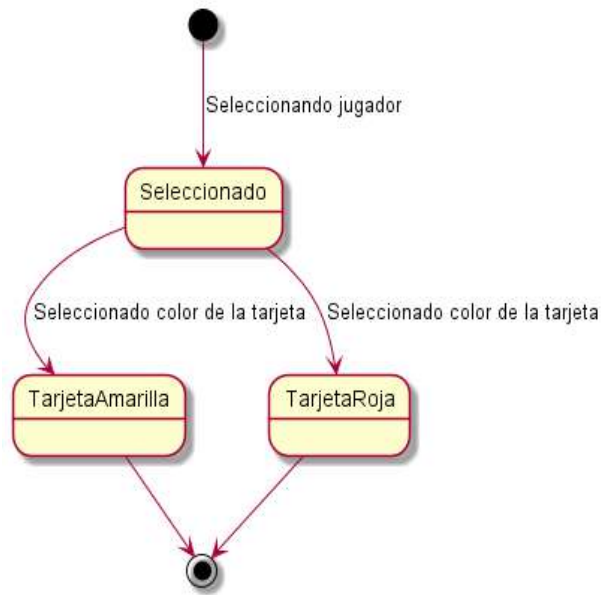 Seleccionando jugador
Seleccionado
Seleccionado color de la tarjeta
Seleccionado color de la tarjeta
TarjetaAmarilla
TarjetaRoja